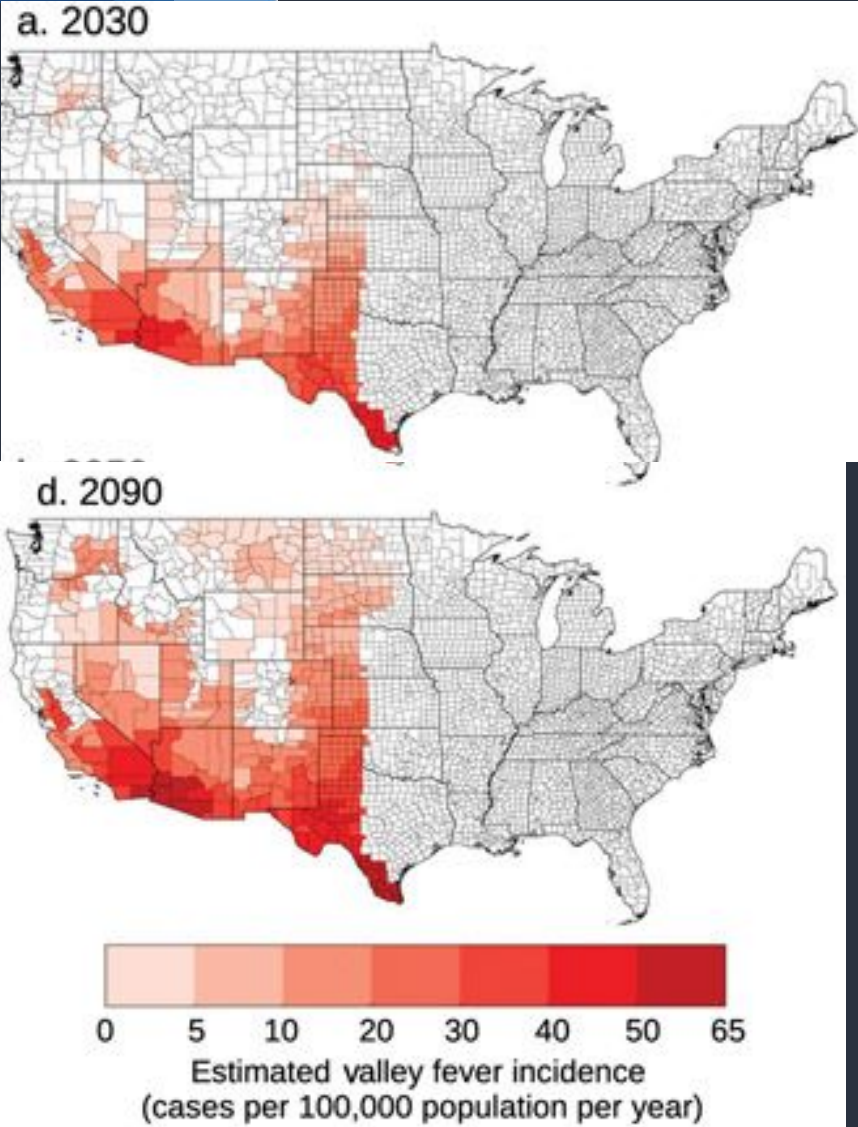 a. 2030
d. 2090
0 5 10 20 30 40 50 65
Estimated valley fever incidence
(cases per 100,000 population per year)